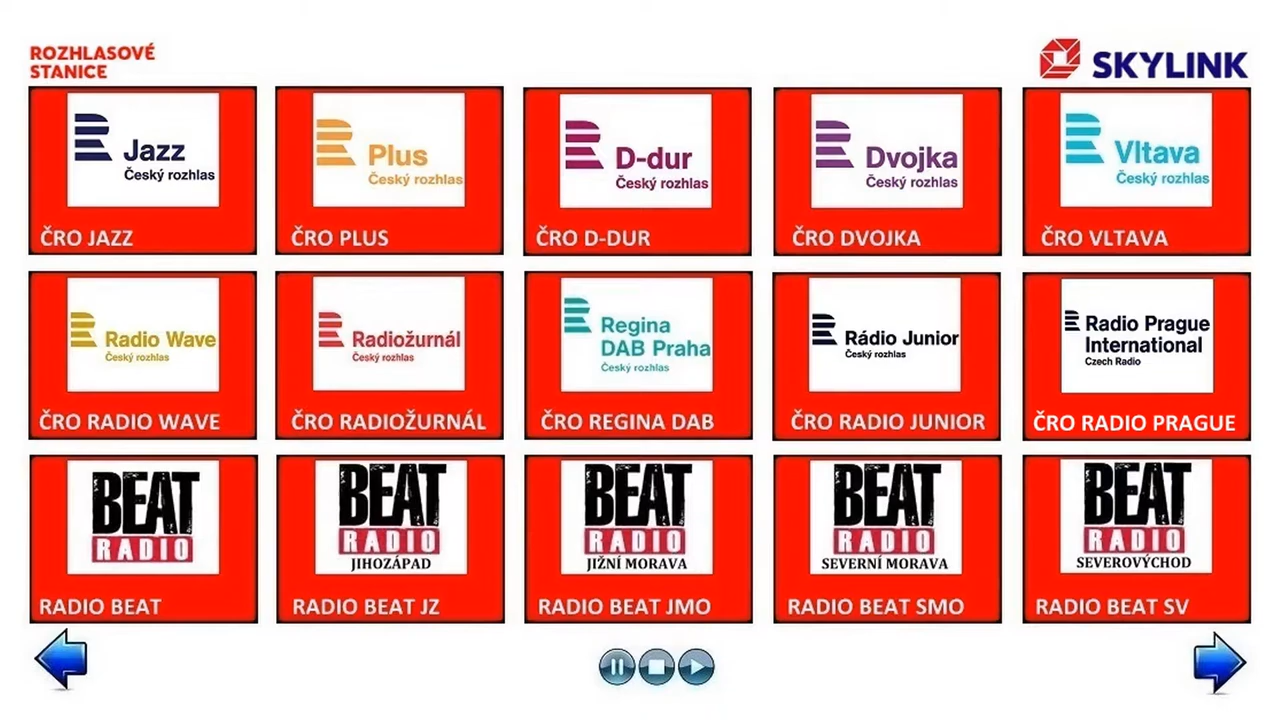 ROZHLASOVÉ
STANICE
SKYLINK
Jazz
Český rozhlas
ČRO JAZZ
Plus
Český rozhlas
ČRO PLUS
D-dur
Český rozhlas
ČRO D-DUR
Dvojka
Český rozhlas
ČRO DVOJKA
Vltava
Český rozhlas
ČRO VLTAVA
Radio Wave
Český rozhlas
ČRO RADIO WAVE
Radiožurnál
Český rozhlas
ČRO RADIOŽURNÁL
Regina
DAB Praha
Český rozhlas
ČRO REGINA DAB
Rádio Junior
Český rozhlas
ČRO RADIO JUNIOR
Radio Prague
International
Czech Radio
ČRO RADIO PRAGUE
BEAT
RADIO
RADIO BEAT
BEAT
RADIO
JIHOZÁPAD
RADIO BEAT JZ
BEAT
RADIO
JIŽNÍ MORAVA
RADIO BEAT JMO
BEAT
RADIO
SEVERNÍ MORAVA
RADIO BEAT SMO
BEAT
RADIO
SEVEROVÝCHOD
RADIO BEAT SV